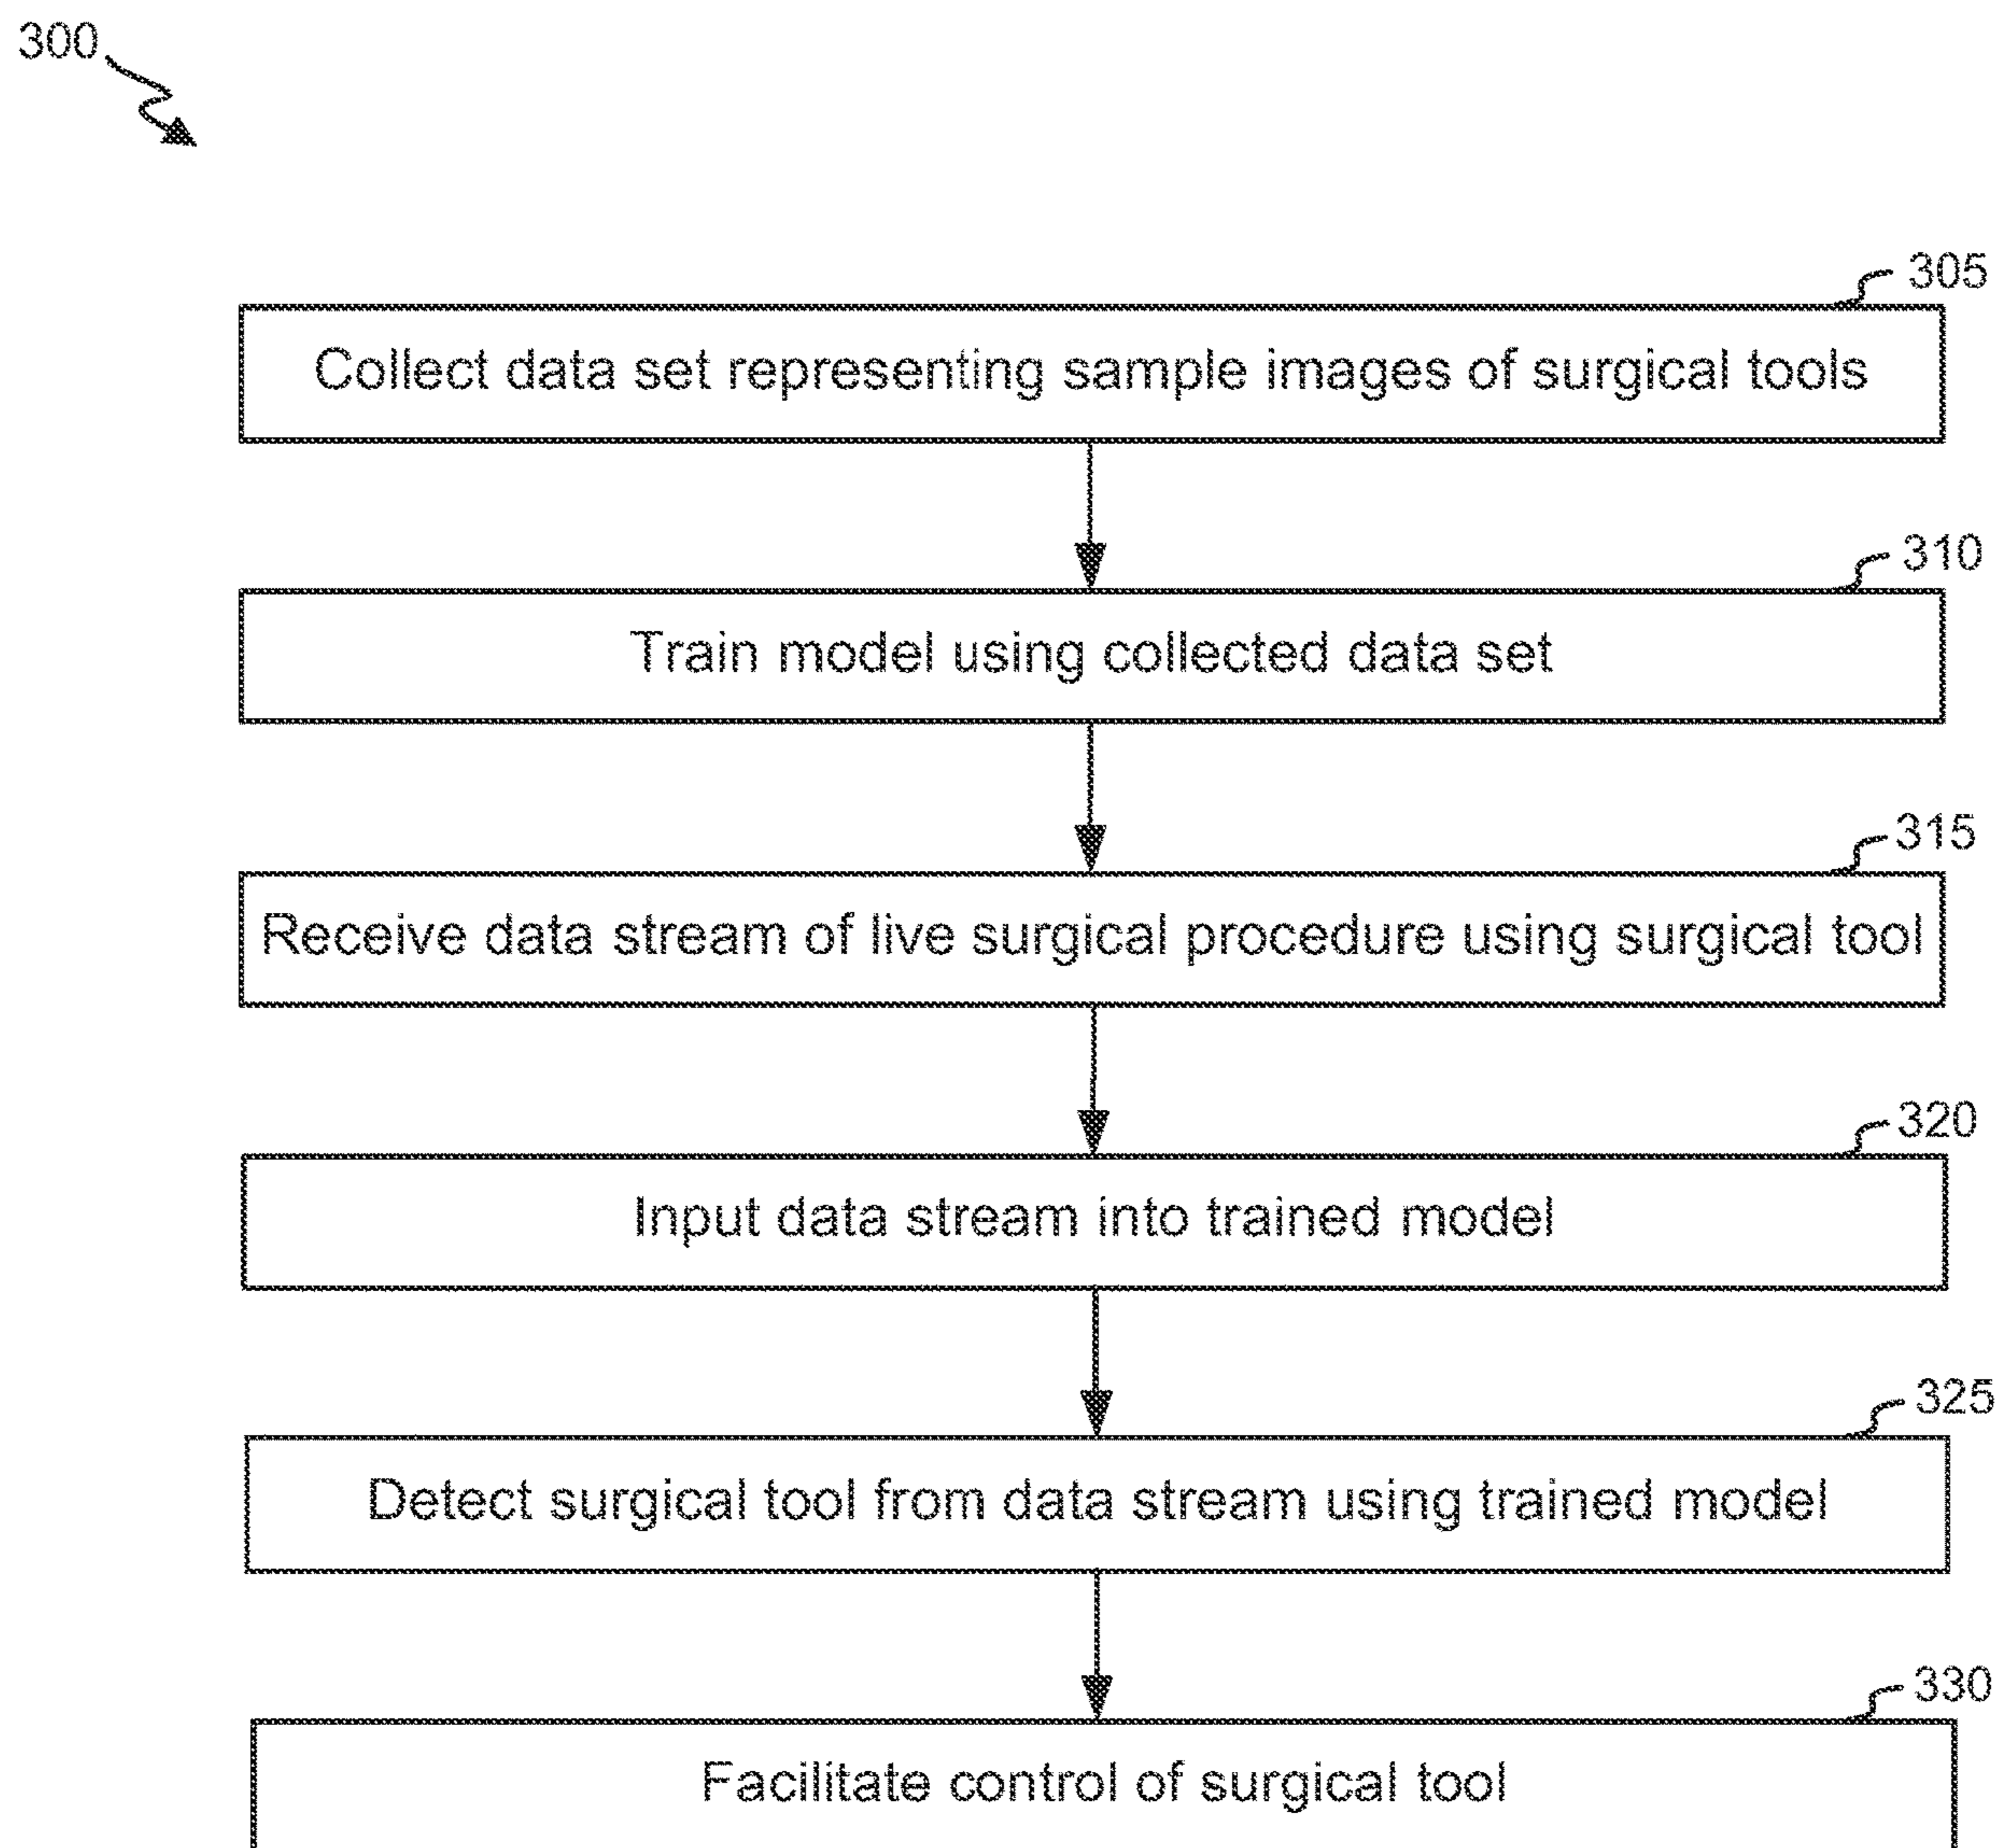 300
305
Collect data set representing sample images of surgical tools
310
Train model using collected data set
315
Receive data stream of live surgical procedure using surgical tool
320
Input data stream into trained model
325
Detect surgical tool from data stream using trained model
330
Facilitate control of surgical tool